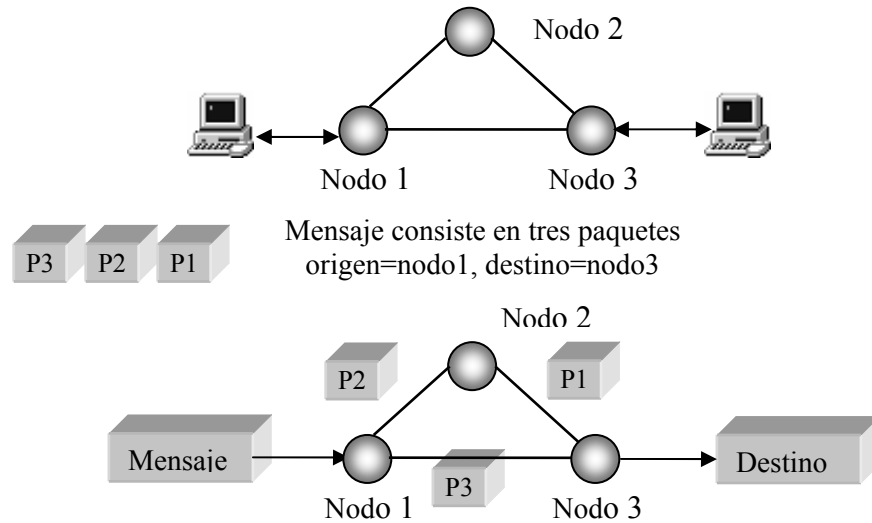 Nodo 2
Nodo 1
Nodo 3
P3
P2
P1
Mensaje consiste en tres paquetes
origen=nodo1, destino=nodo3
Nodo 2
P2
P1
Mensaje
Destino
P3
Nodo 1
Nodo 3